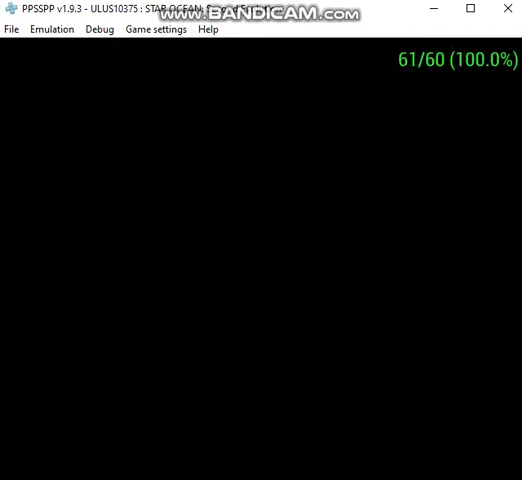 PPSSPP v1.9.3 - ULUS10375 : STAR OCEAN:
www.BANDICAM.com
File Emulation Debug Game settings Help
61/60 (100.0%)